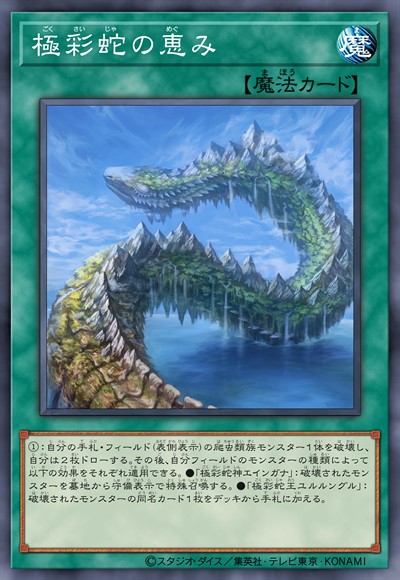 極彩蛇の恵み
【魔法カード】
魔
①:自分の手札・フィールド(表側表示)の爬虫類族モンスター1体を破壊し、
自分は2枚ドローする。その後、自分フィールドのモンスターの種類によって
以下の効果をそれぞれ適用できる。●「極彩蛇神エインガナ」:破壊されたモン
スターを墓地から守備表示で特殊召喚する。●「極彩蛇王ユルルングル」:
破壊されたモンスターの同名カード1枚をデッキから手札に加える。
©スタジオ・ダイス/集英社・テレビ東京・KONAMI